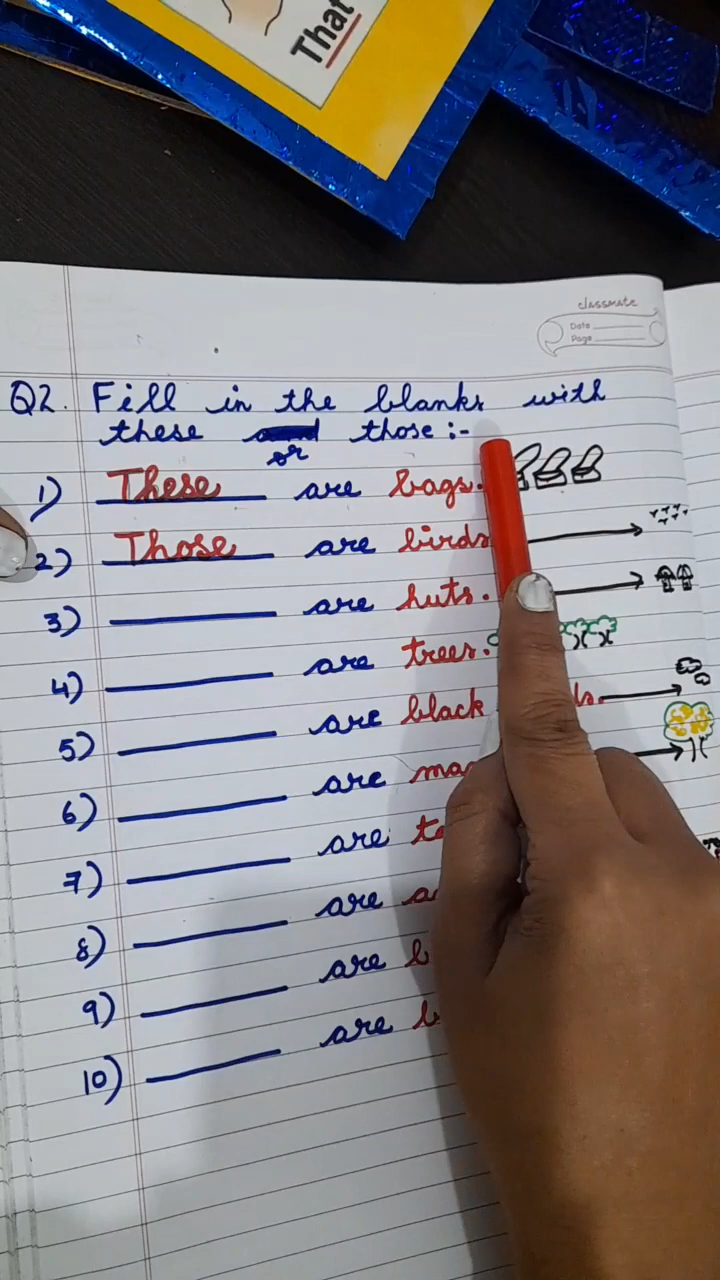 That
classmate
Date
Page
Q2. Fill in the blanks with
these or those :-
1) These are bags.
2) Those are birds
3) are huts.
4) are trees.
5) are black
6) are
7) are
8) are
9) are
10) are